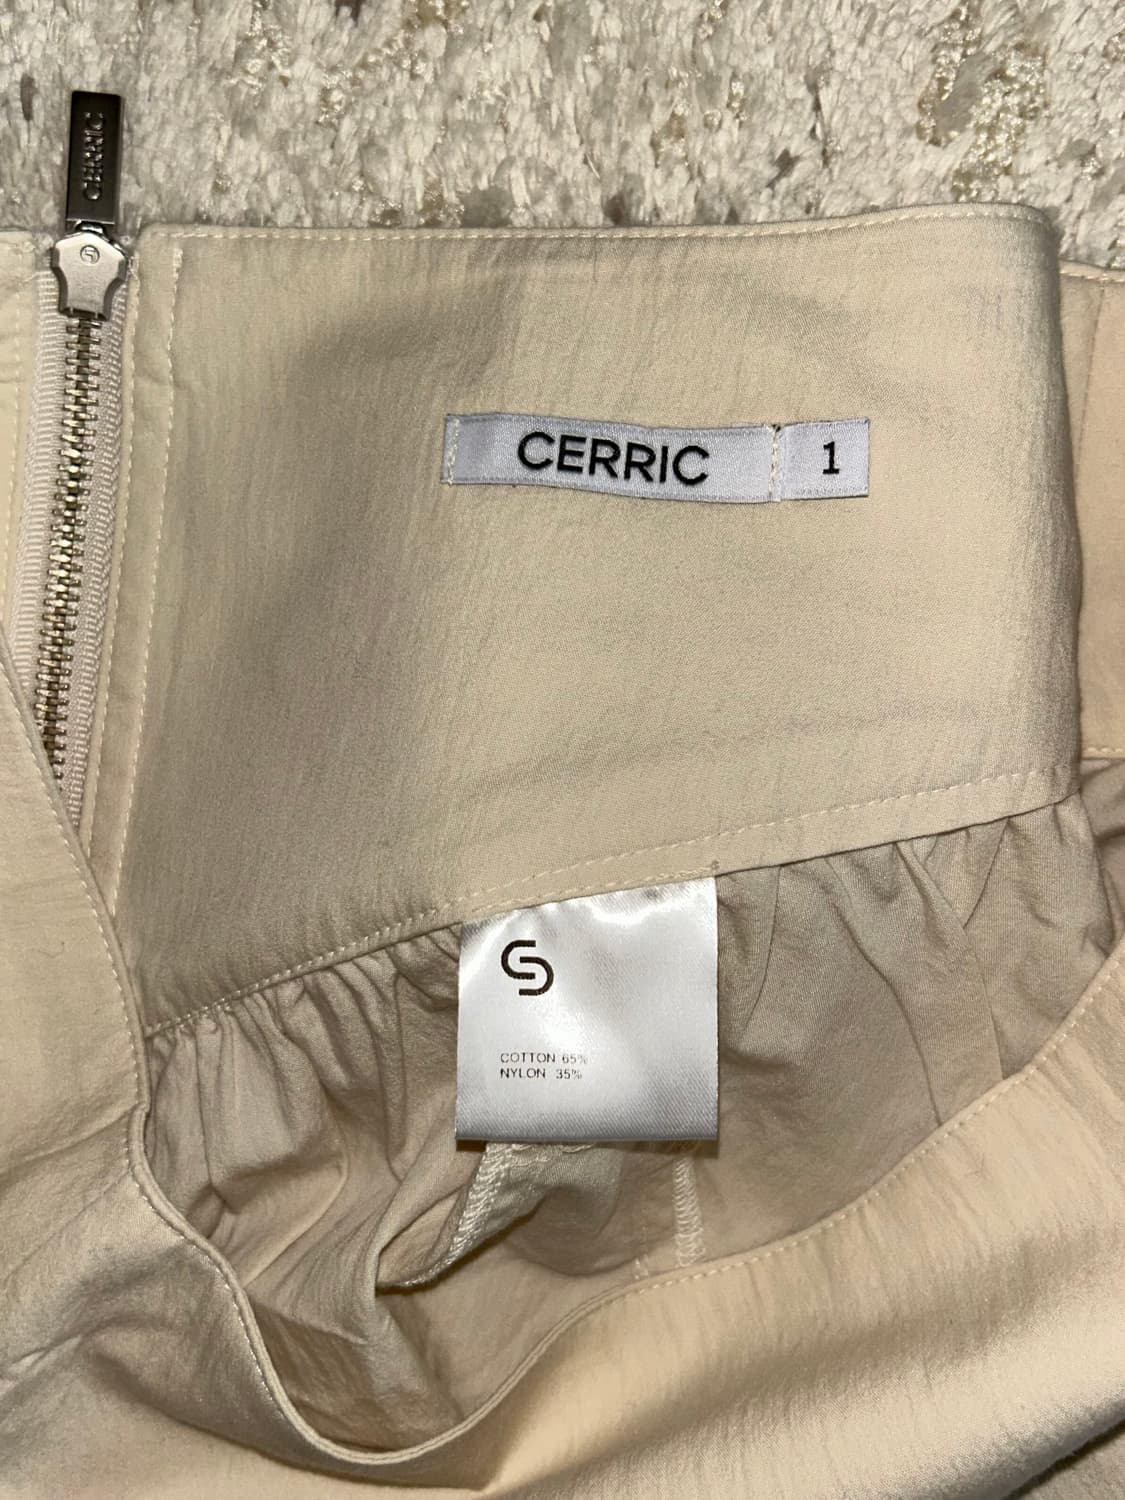 CERRIC
CERRIC 1
COTTON 65%
NYLON 35%